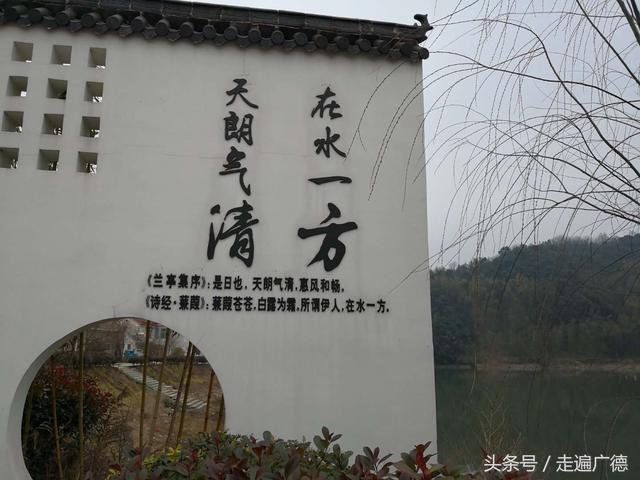 在水一方
天朗气清
《兰亭集序》：是日也，天朗气清，惠风和畅。
《诗经·蒹葭》：蒹葭苍苍，白露为霜，所谓伊人，在水一方。
头条号／走遍广德